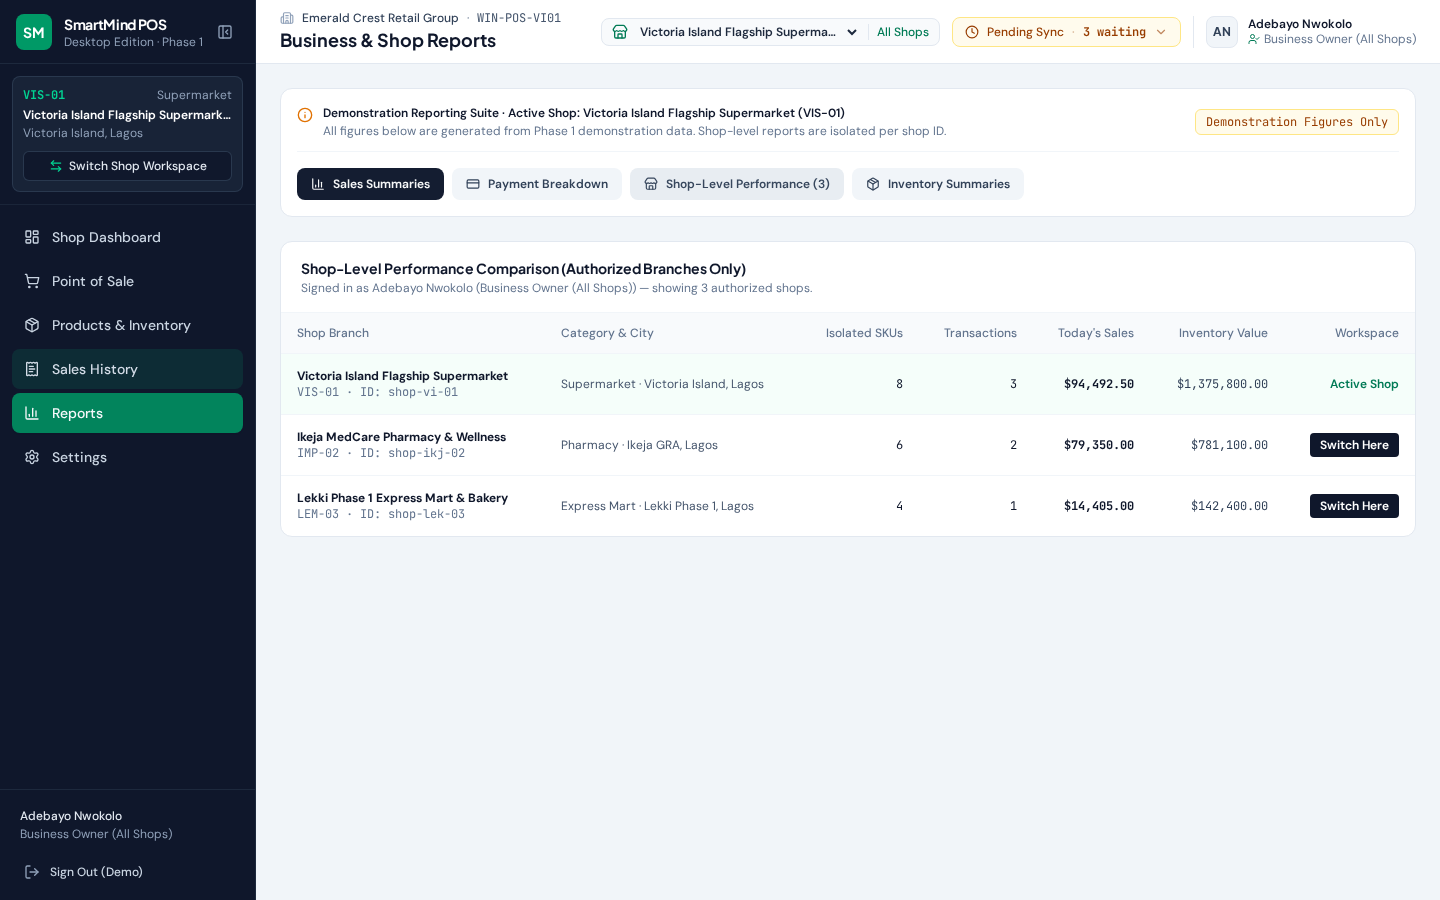 SM
SmartMind POS
Desktop Edition · Phase 1
VIS-01
Supermarket
Victoria Island Flagship Supermark...
Victoria Island, Lagos
Switch Shop Workspace
Shop Dashboard
Point of Sale
Products & Inventory
Sales History
Reports
Settings
Adebayo Nwokolo
Business Owner (All Shops)
Sign Out (Demo)
Emerald Crest Retail Group · WIN-POS-VI01
Business & Shop Reports
Victoria Island Flagship Superma...
All Shops
Pending Sync · 3 waiting
AN
Adebayo Nwokolo
Business Owner (All Shops)
Demonstration Reporting Suite · Active Shop: Victoria Island Flagship Supermarket (VIS-01)
All figures below are generated from Phase 1 demonstration data. Shop-level reports are isolated per shop ID.
Demonstration Figures Only
Sales Summaries
Payment Breakdown
Shop-Level Performance (3)
Inventory Summaries
Shop-Level Performance Comparison (Authorized Branches Only)
Signed in as Adebayo Nwokolo (Business Owner (All Shops)) — showing 3 authorized shops.
Shop Branch Category & City Isolated SKUs Transactions Today's Sales Inventory Value Workspace
Victoria Island Flagship Supermarket
VIS-01 · ID: shop-vi-01
Supermarket · Victoria Island, Lagos 8 3 $94,492.50 $1,375,800.00 Active Shop
Ikeja MedCare Pharmacy & Wellness
IMP-02 · ID: shop-ikj-02
Pharmacy · Ikeja GRA, Lagos 6 2 $79,350.00 $781,100.00 Switch Here
Lekki Phase 1 Express Mart & Bakery
LEM-03 · ID: shop-lek-03
Express Mart · Lekki Phase 1, Lagos 4 1 $14,405.00 $142,400.00 Switch Here